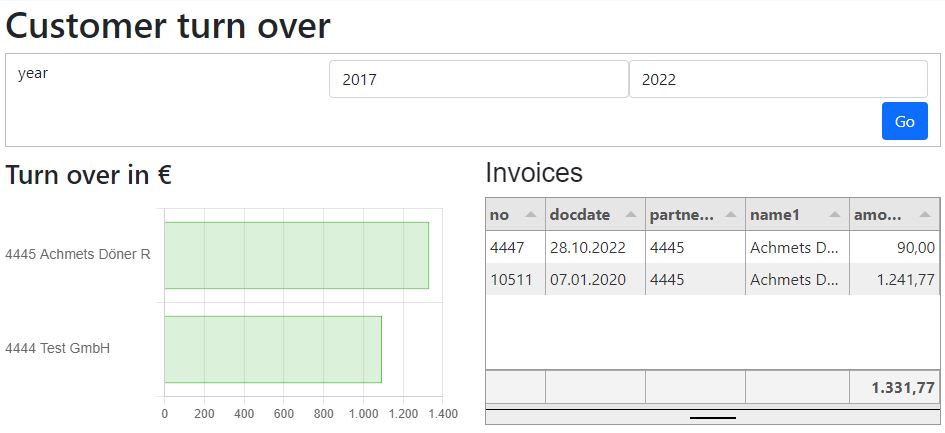 Customer turn over
year 2017 2022
Go
Turn over in €
4445 Achmets Döner R
4444 Test GmbH
0 200 400 600 800 1.000 1.200 1.400
Invoices
no docdate partne... name1 amo...
4447 28.10.2022 4445 Achmets D... 90,00
10511 07.01.2020 4445 Achmets D... 1.241,77
1.331,77